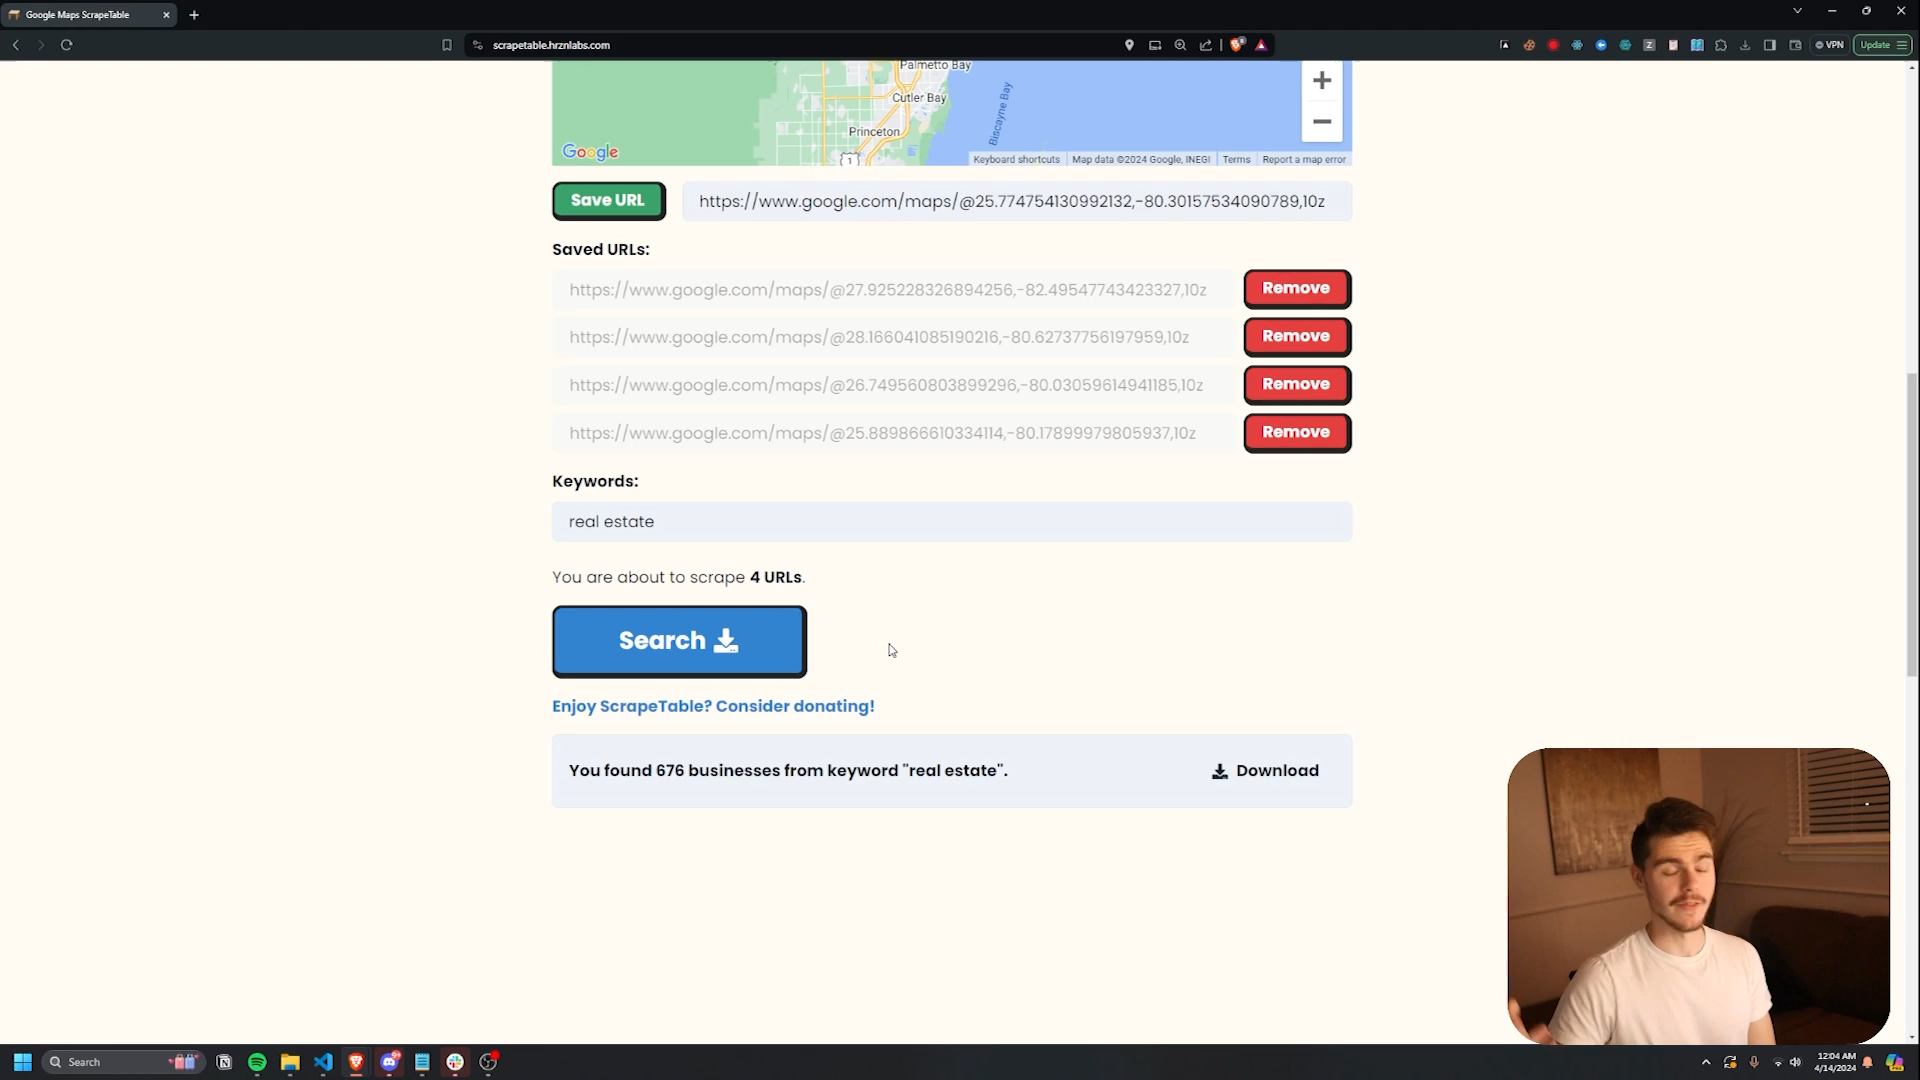 Google Maps ScrapeTable
scrapetable.hrznlabs.com
VPN
Update
Palmetto Bay
Cutler Bay
Biscayne Bay
Princeton
1
Google
Keyboard shortcuts
Map data ©2024 Google, INEGI
Terms
Report a map error
Save URL
https://www.google.com/maps/@25.774754130992132,-80.30157534090789,10z
Saved URLs:
https://www.google.com/maps/@27.925228326894256,-82.49547743423327,10z
Remove
https://www.google.com/maps/@28.166041085190216,-80.62737756197959,10z
Remove
https://www.google.com/maps/@26.749560803899296,-80.03059614941185,10z
Remove
https://www.google.com/maps/@25.889866610334114,-80.17899979805937,10z
Remove
Keywords:
real estate
You are about to scrape 4 URLs.
Search
Enjoy ScrapeTable? Consider donating!
You found 676 businesses from keyword "real estate".
Download
Search
12:04 AM
4/14/2024